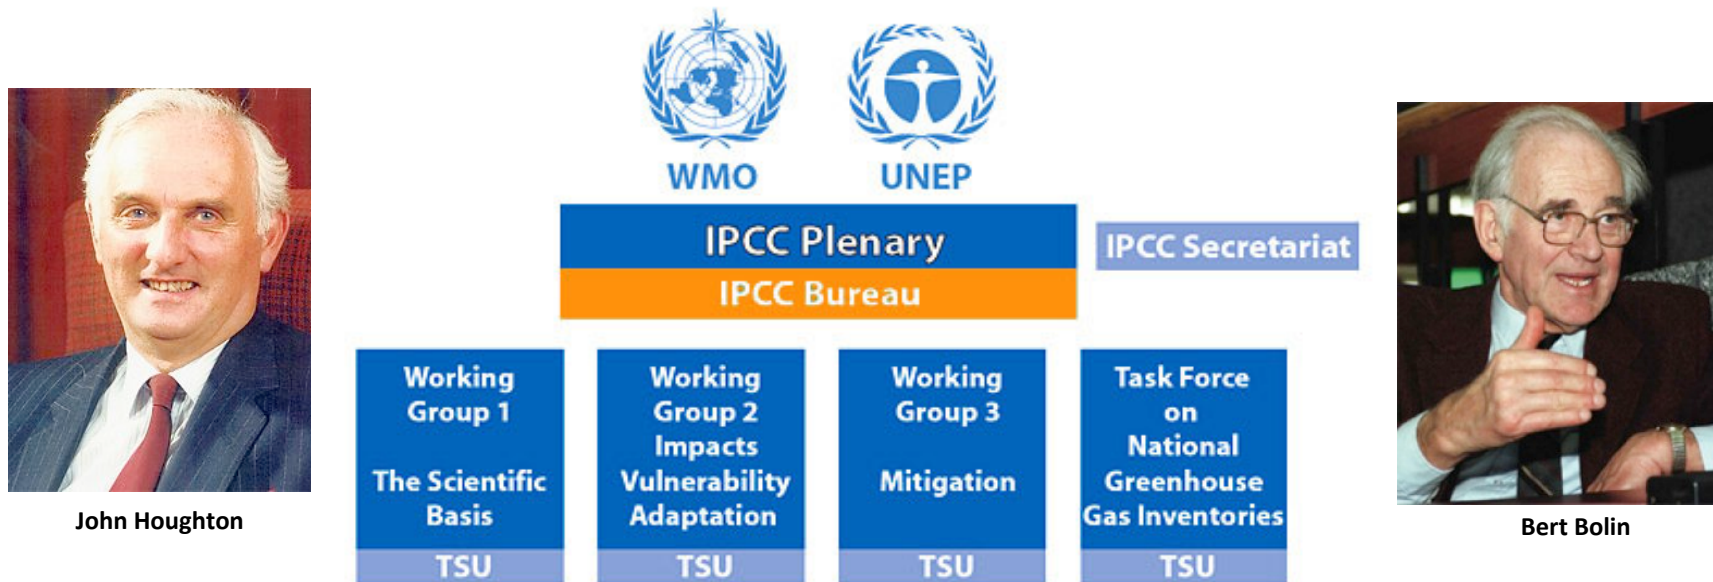 WMO
UNEP
IPCC Plenary
IPCC Secretariat
IPCC Bureau
Working
Group 1
The Scientific
Basis
TSU
Working
Group 2
Impacts
Vulnerability
Adaptation
TSU
Working
Group 3
Mitigation
TSU
Task Force
on
National
Greenhouse
Gas Inventories
TSU
John Houghton
Bert Bolin